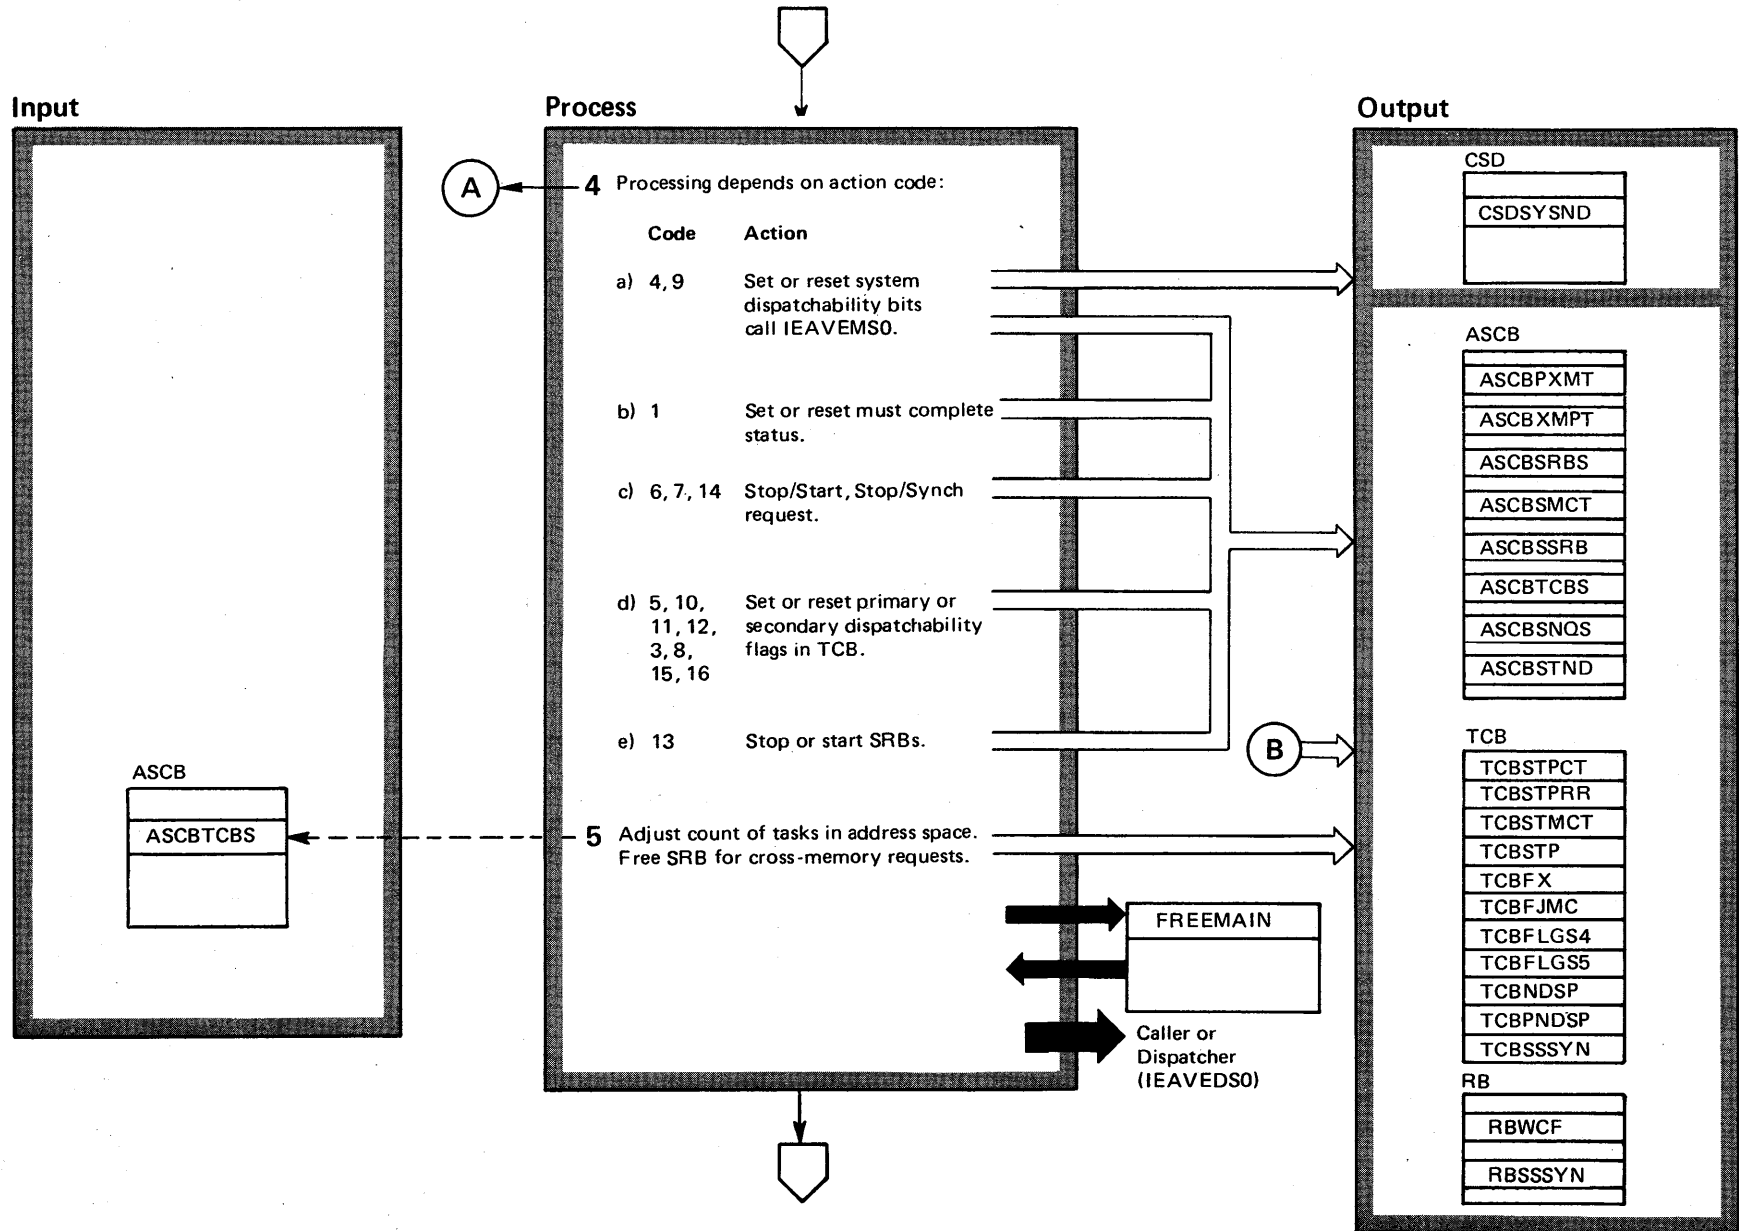 Input
ASCB
ASCBTCBS
Process
A
4 Processing depends on action code:
Code Action
a) 4, 9 Set or reset system
dispatchability bits
call IEAVEMS0.
b) 1 Set or reset must complete
status.
c) 6, 7, 14 Stop/Start, Stop/Synch
request.
d) 5, 10, Set or reset primary or
11, 12, secondary dispatchability
3, 8, flags in TCB.
15, 16
e) 13 Stop or start SRBs.
5 Adjust count of tasks in address space.
Free SRB for cross-memory requests.
FREEMAIN
Caller or
Dispatcher
(IEAVEDS0)
B
Output
CSD
CSDSYSND
ASCB
ASCBPXMT
ASCBXMPT
ASCBSRBS
ASCBSMCT
ASCBSSRB
ASCBTCBS
ASCBSNQS
ASCBSTND
TCB
TCBSTPCT
TCBSTPRR
TCBSTMCT
TCBSTP
TCBFX
TCBFJMC
TCBFLGS4
TCBFLGS5
TCBNDSP
TCBPNDSP
TCBSSSYN
RB
RBWCF
RBSSSYN